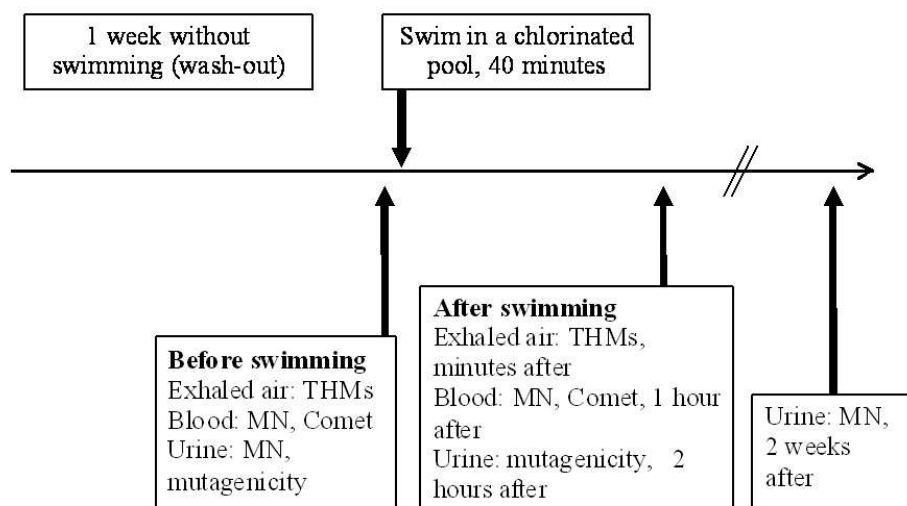 1 week without
swimming (wash-out)
Swim in a chlorinated
pool, 40 minutes
Before swimming
Exhaled air: THMs
Blood: MN, Comet
Urine: MN,
mutagenicity
After swimming
Exhaled air: THMs,
minutes after
Blood: MN, Comet, 1 hour
after
Urine: mutagenicity, 2
hours after
Urine: MN,
2 weeks
after